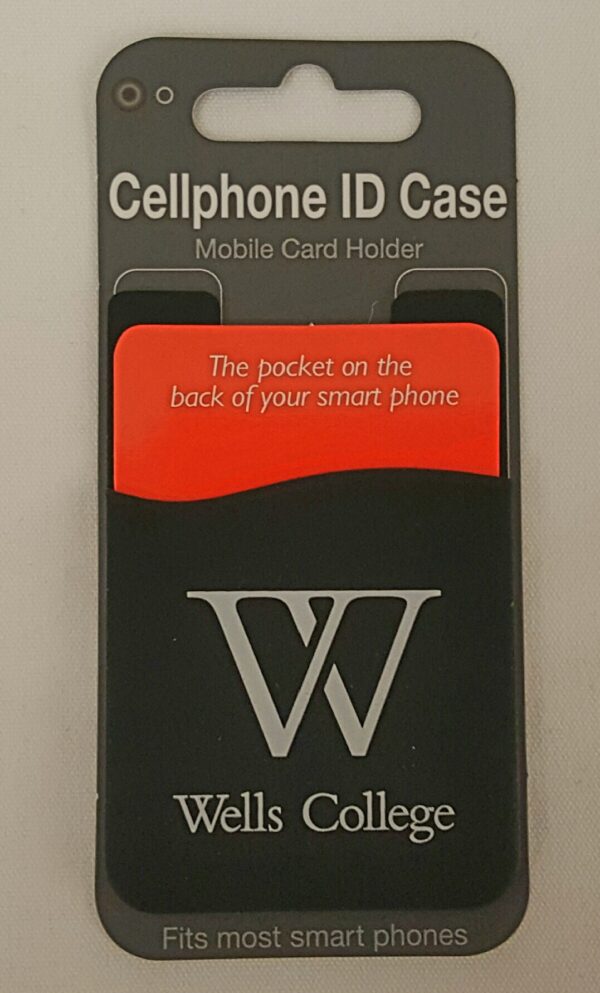 Cellphone ID Case
Mobile Card Holder
The pocket on the
back of your smart phone
W
Wells College
Fits most smart phones